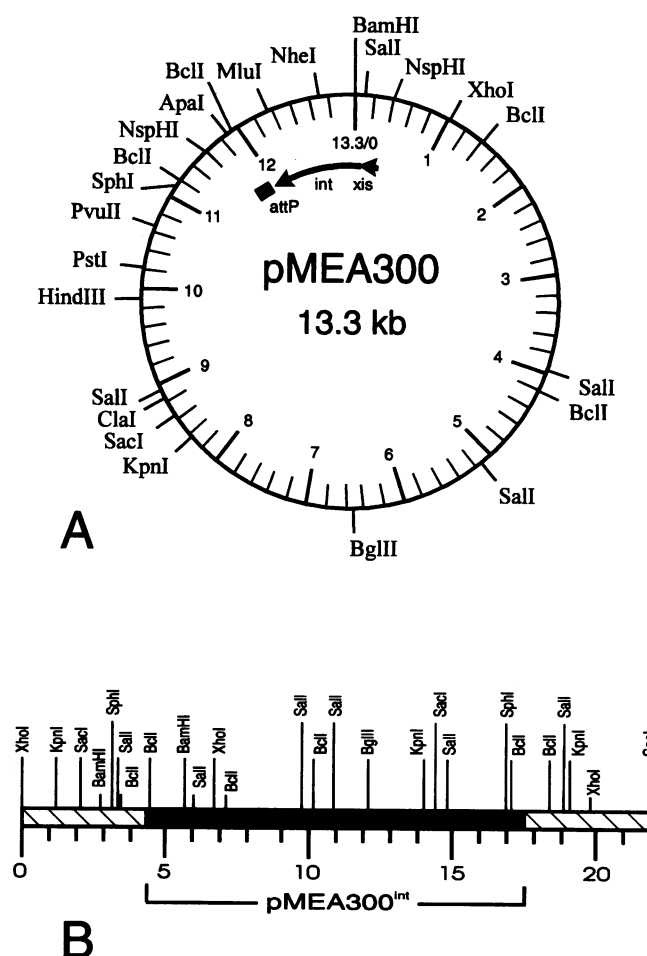 BamHI
SalI
NspHI
XhoI
BclI
NheI
MluI
BclI
ApaI
NspHI
BclI
SphI
PvuII
PstI
HindIII
SalI
ClaI
SacI
KpnI
BglII
SalI
BclI
SalI
13.3/0
1
2
3
4
5
6
7
8
9
10
11
12
int
xis
attP
pMEA300
13.3 kb
A
XhoI
KpnI
SacI
BamHI
SphI
SalI
BclI
BclI
BamHI
SalI
XhoI
BclI
SalI
BclI
SalI
BglII
KpnI
SacI
SalI
SphI
BclI
BclI
SalI
KpnI
XhoI
0
5
10
15
20
pMEA300int
B